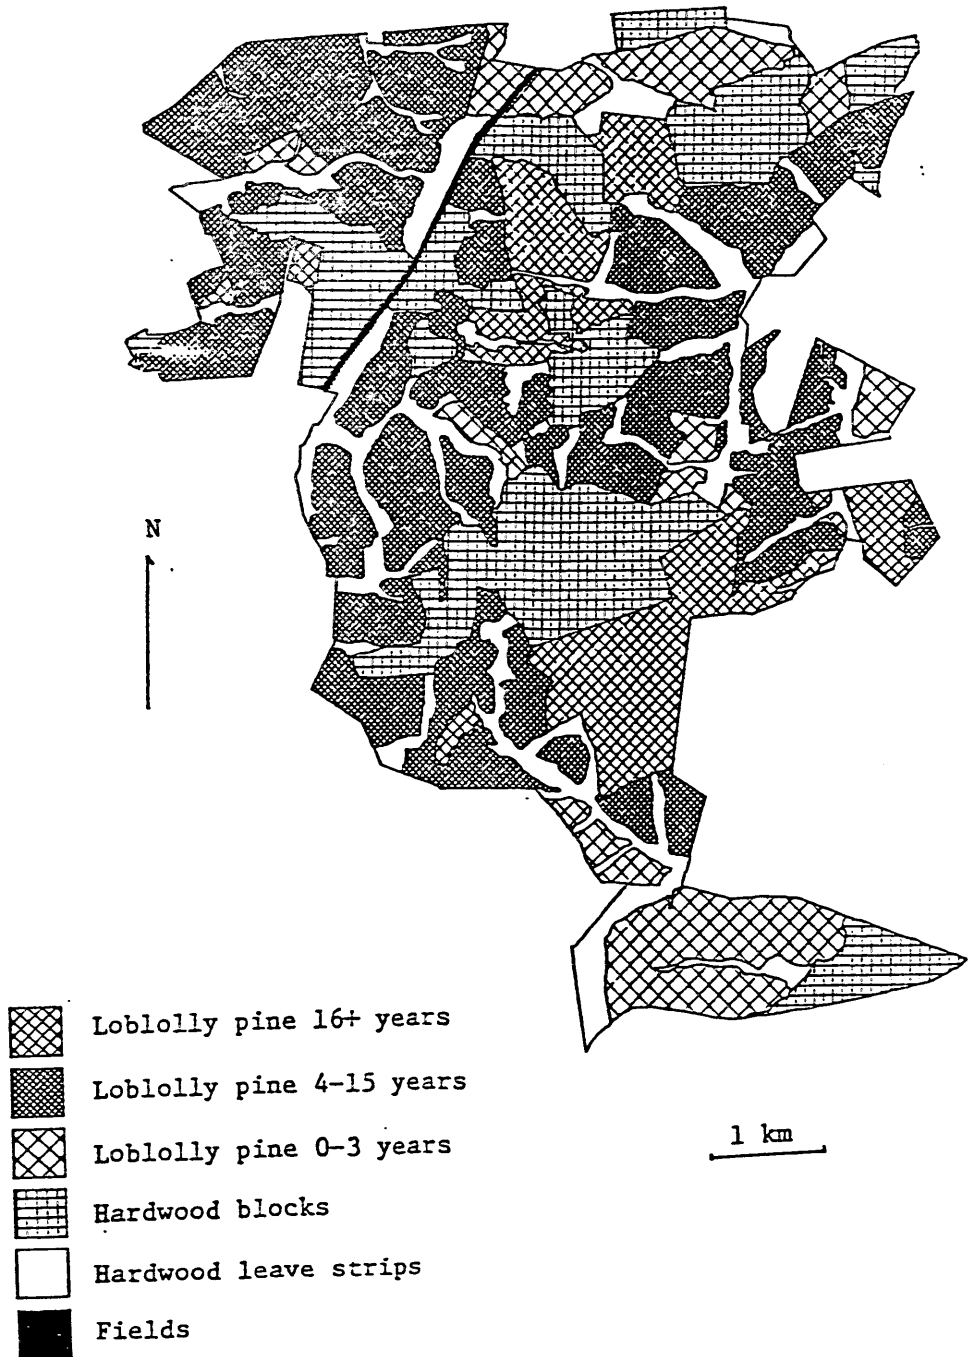 N
Loblolly pine 16+ years
Loblolly pine 4-15 years
Loblolly pine 0-3 years
1 km
Hardwood blocks
Hardwood leave strips
Fields